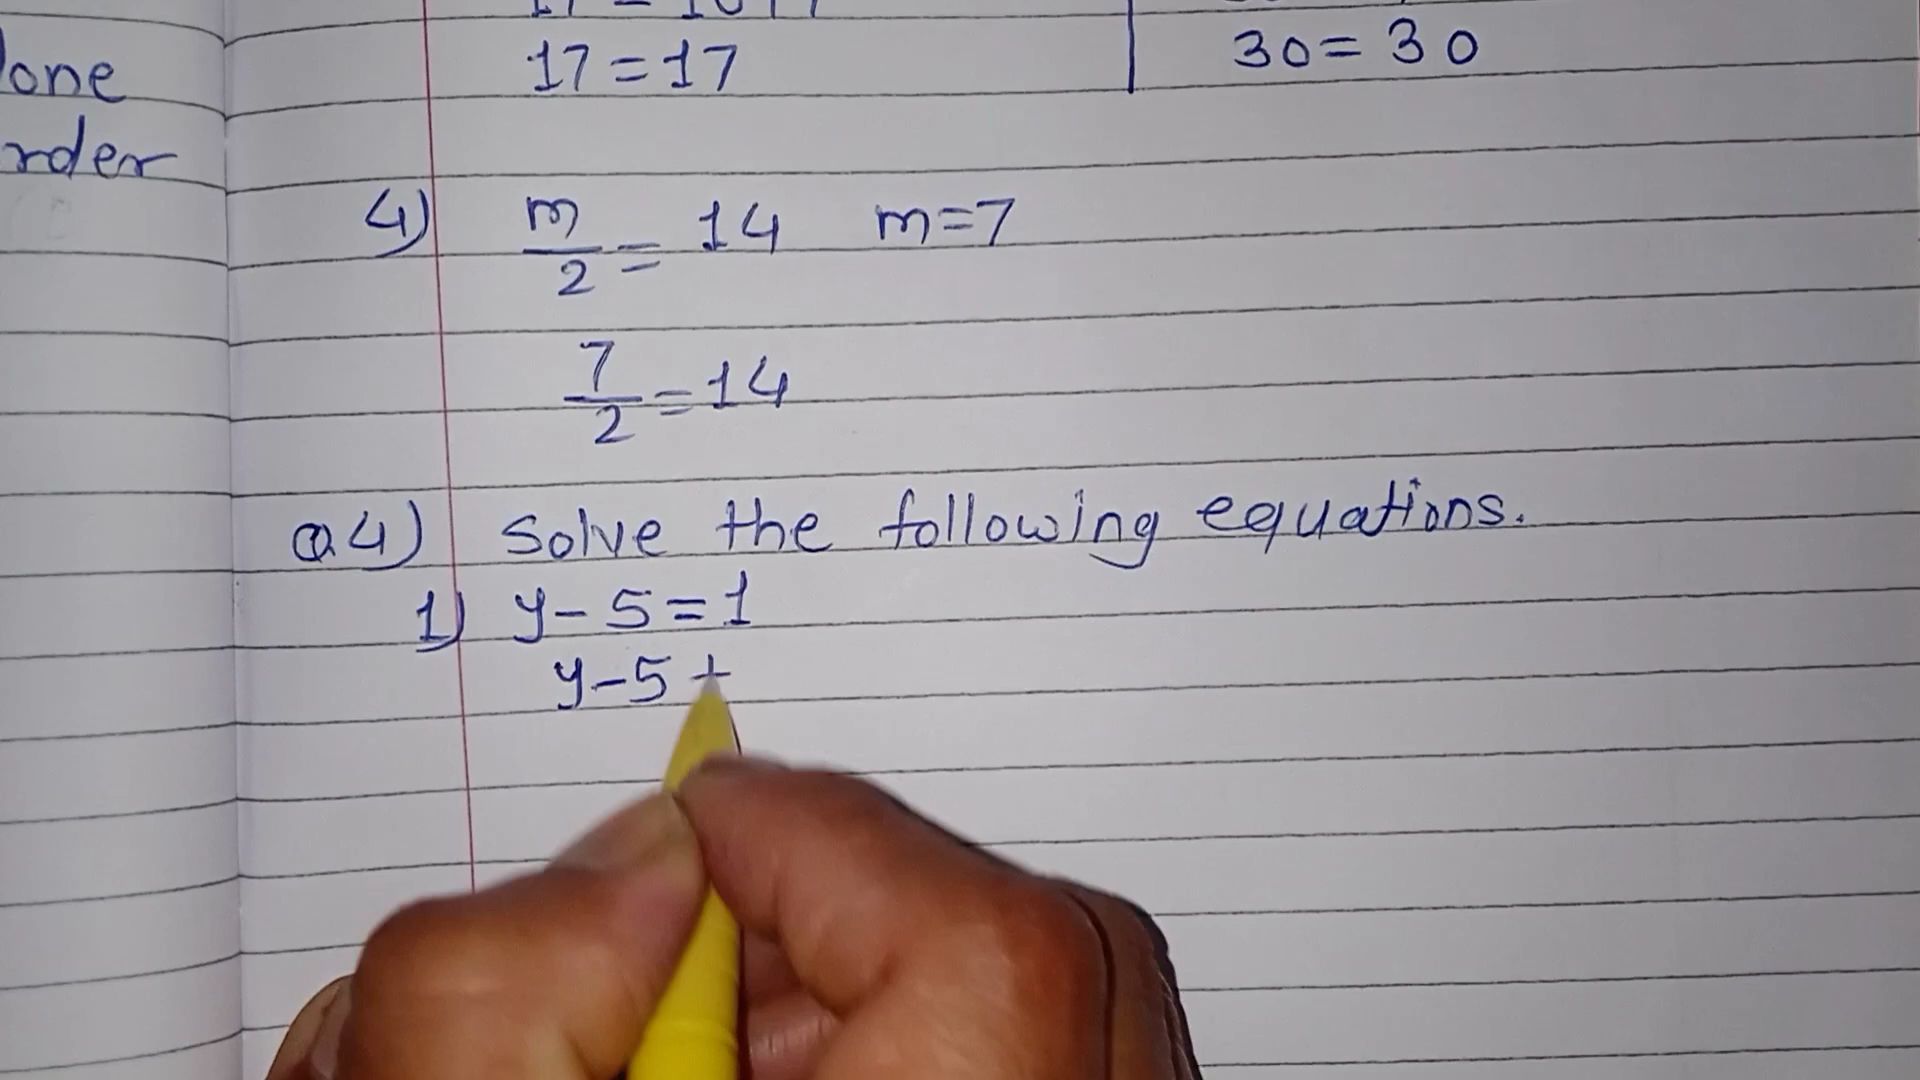 one
rder
17 = 17
30 = 30
4) m/2 = 14 m=7
7/2 = 14
Q.4) Solve the following equations.
1) y - 5 = 1
y - 5 +